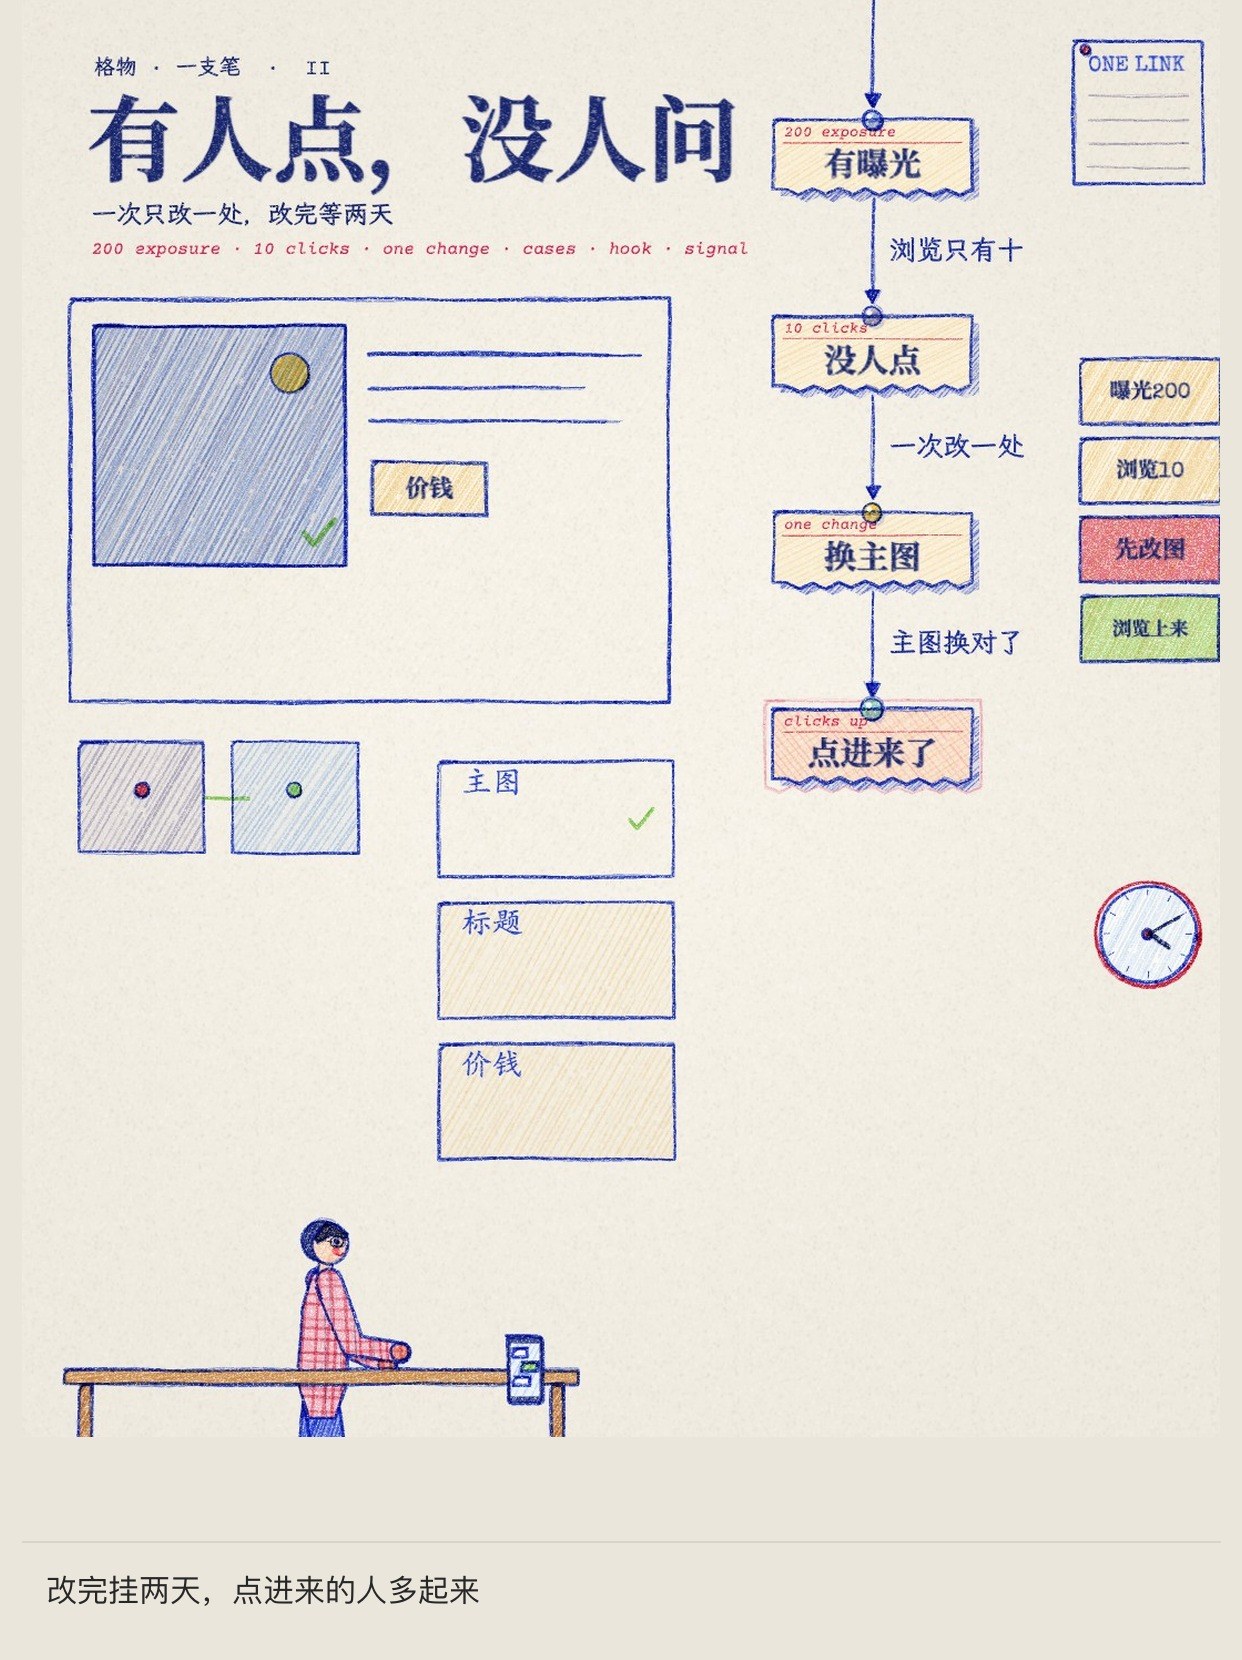 格物 · 一支笔 · II
有人点，没人问
一次只改一处，改完等两天
200 exposure · 10 clicks · one change · cases · hook · signal
价钱
主图
标题
价钱
200 exposure
有曝光
浏览只有十
10 clicks
没人点
一次改一处
one change
换主图
主图换对了
clicks up
点进来了
ONE LINK
曝光200
浏览10
先改图
浏览上来
改完挂两天，点进来的人多起来